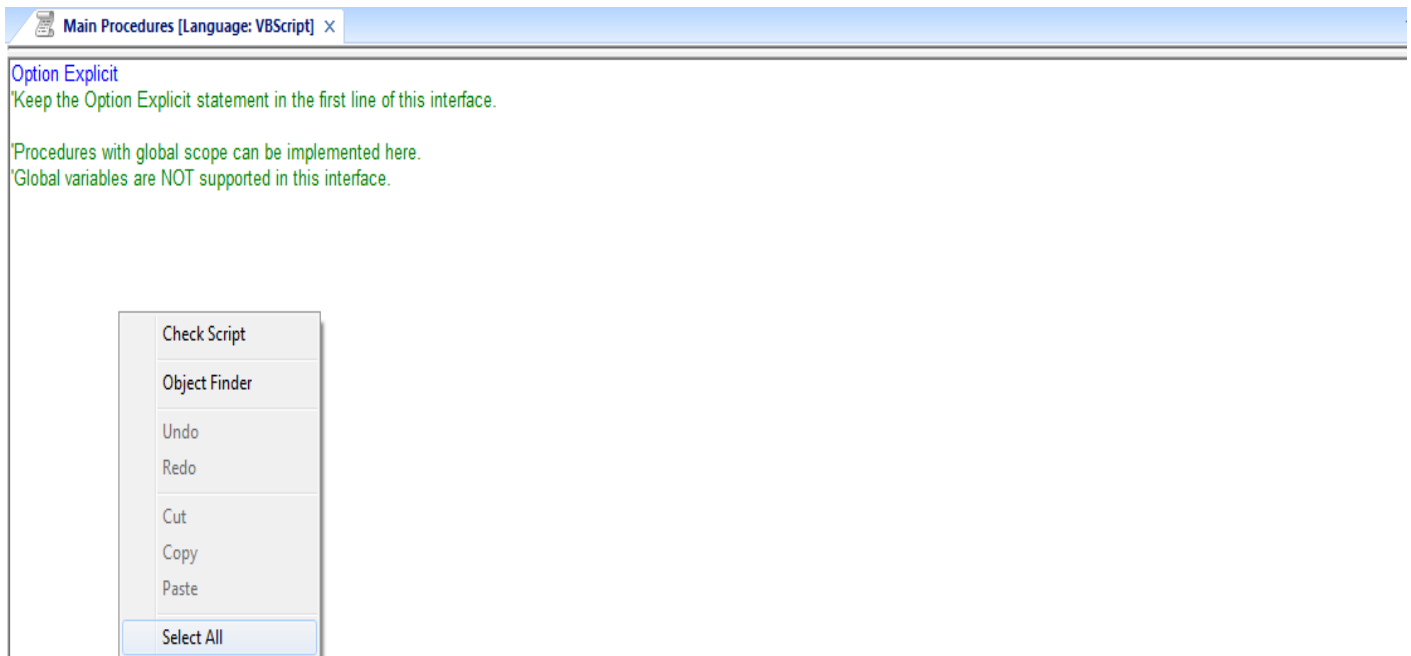 Main Procedures [Language: VBScript] ×
Option Explicit
'Keep the Option Explicit statement in the first line of this interface.
'Procedures with global scope can be implemented here.
'Global variables are NOT supported in this interface.
Check Script
Object Finder
Undo
Redo
Cut
Copy
Paste
Select All